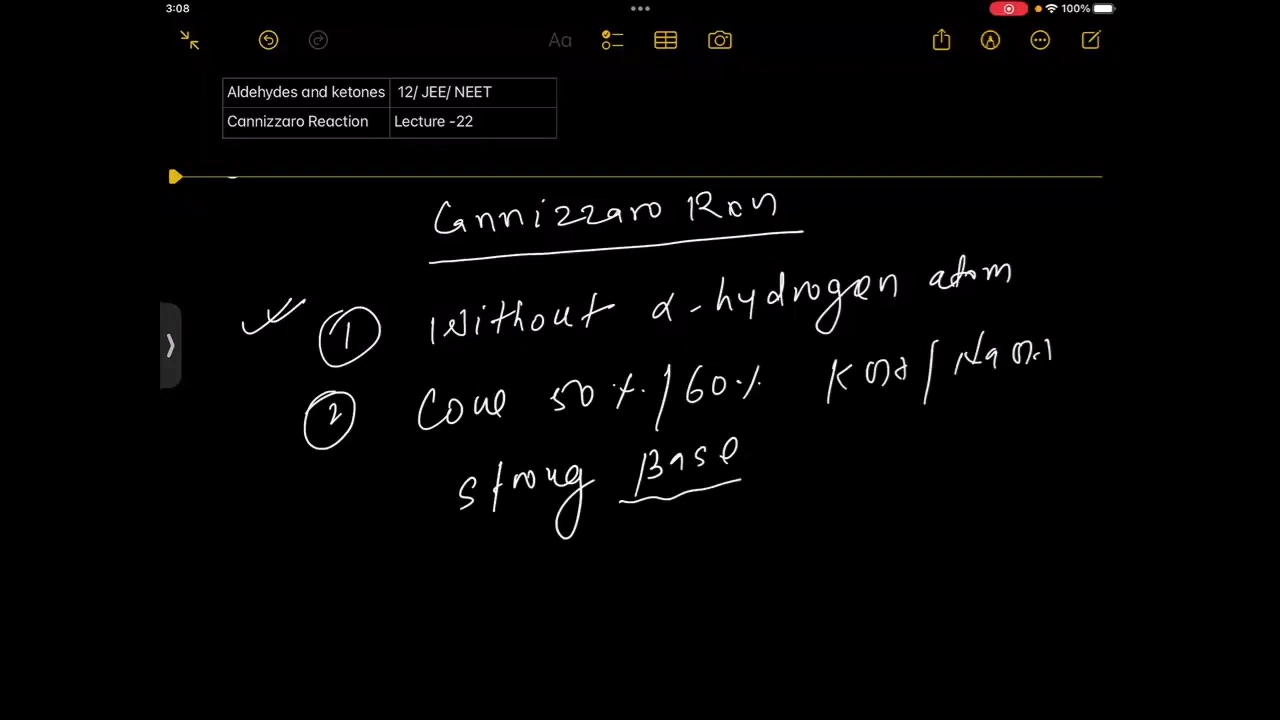 3:08
100%
Aa
Aldehydes and ketones 12/ JEE/ NEET
Cannizzaro Reaction Lecture -22
Cannizzaro Rxn
1 Without α-hydrogen atom
2 Conc 50%/60% KOH/NaOH
strong Base